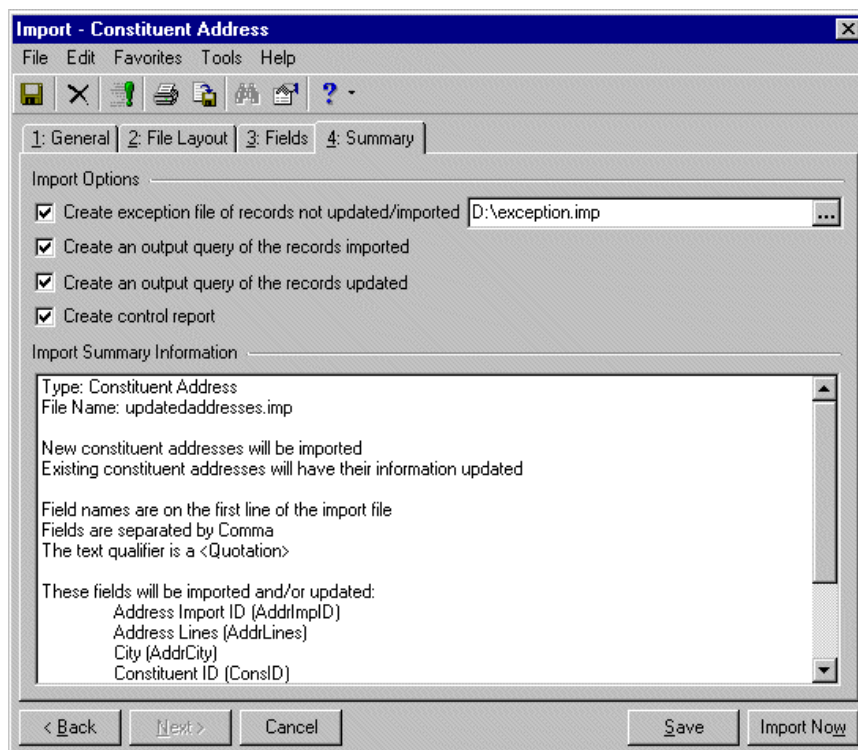 Import - Constituent Address
File Edit Favorites Tools Help
1: General 2: File Layout 3: Fields 4: Summary
Import Options
Create exception file of records not updated/imported D:\exception.imp ...
Create an output query of the records imported
Create an output query of the records updated
Create control report
Import Summary Information
Type: Constituent Address
File Name: updatedaddresses.imp
New constituent addresses will be imported
Existing constituent addresses will have their information updated
Field names are on the first line of the import file
Fields are separated by Comma
The text qualifier is a <Quotation>
These fields will be imported and/or updated:
Address Import ID (AddrImpID)
Address Lines (AddrLines)
City (AddrCity)
Constituent ID (ConsID)
< Back Next > Cancel Save Import Now